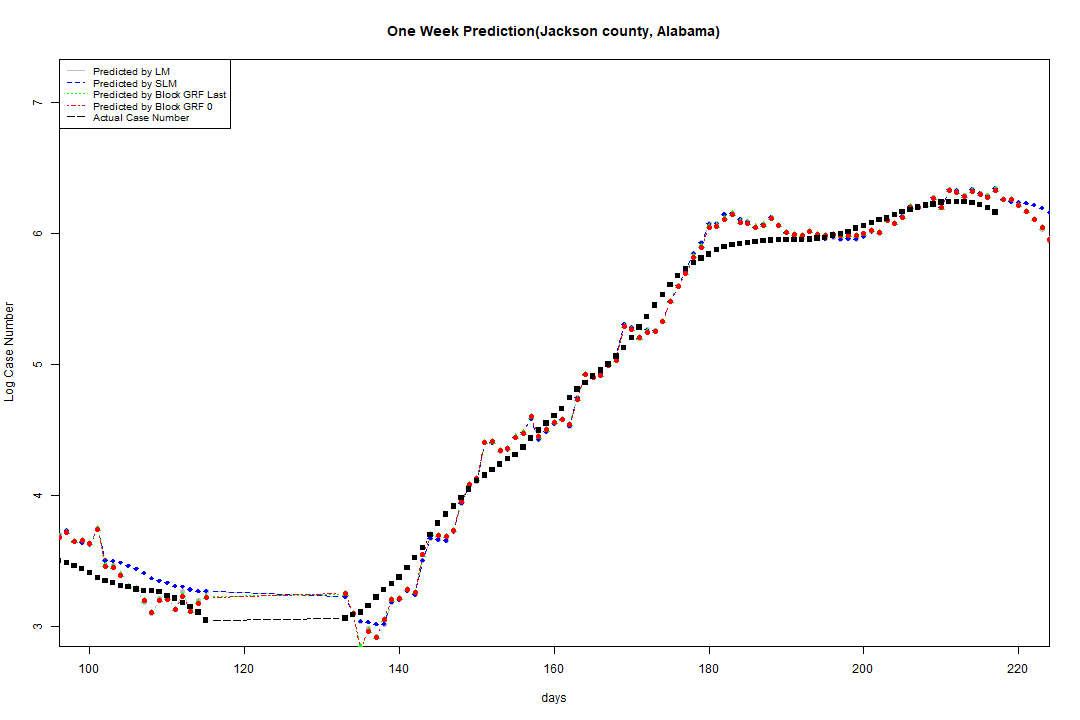 One Week Prediction(Jackson county, Alabama)
Predicted by LM
Predicted by SLM
Predicted by Block GRF Last
Predicted by Block GRF 0
Actual Case Number
7
6
5
4
3
Log Case Number
100 120 140 160 180 200 220
days